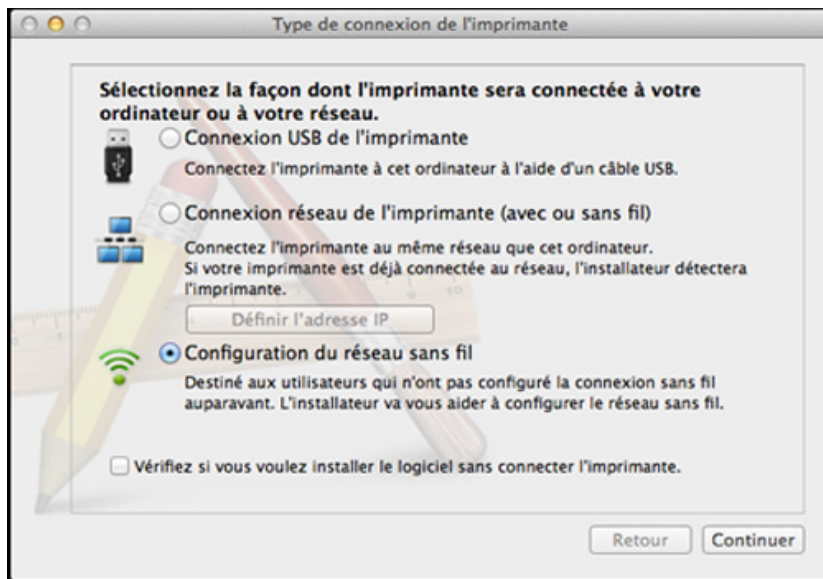 Type de connexion de l'imprimante
Sélectionnez la façon dont l'imprimante sera connectée à votre
ordinateur ou à votre réseau.
Connexion USB de l'imprimante
Connectez l'imprimante à cet ordinateur à l'aide d'un câble USB.
Connexion réseau de l'imprimante (avec ou sans fil)
Connectez l'imprimante au même réseau que cet ordinateur.
Si votre imprimante est déjà connectée au réseau, l'installateur détectera
l'imprimante.
Définir l'adresse IP
Configuration du réseau sans fil
Destiné aux utilisateurs qui n'ont pas configuré la connexion sans fil
auparavant. L'installateur va vous aider à configurer le réseau sans fil.
Vérifiez si vous voulez installer le logiciel sans connecter l'imprimante.
Retour
Continuer